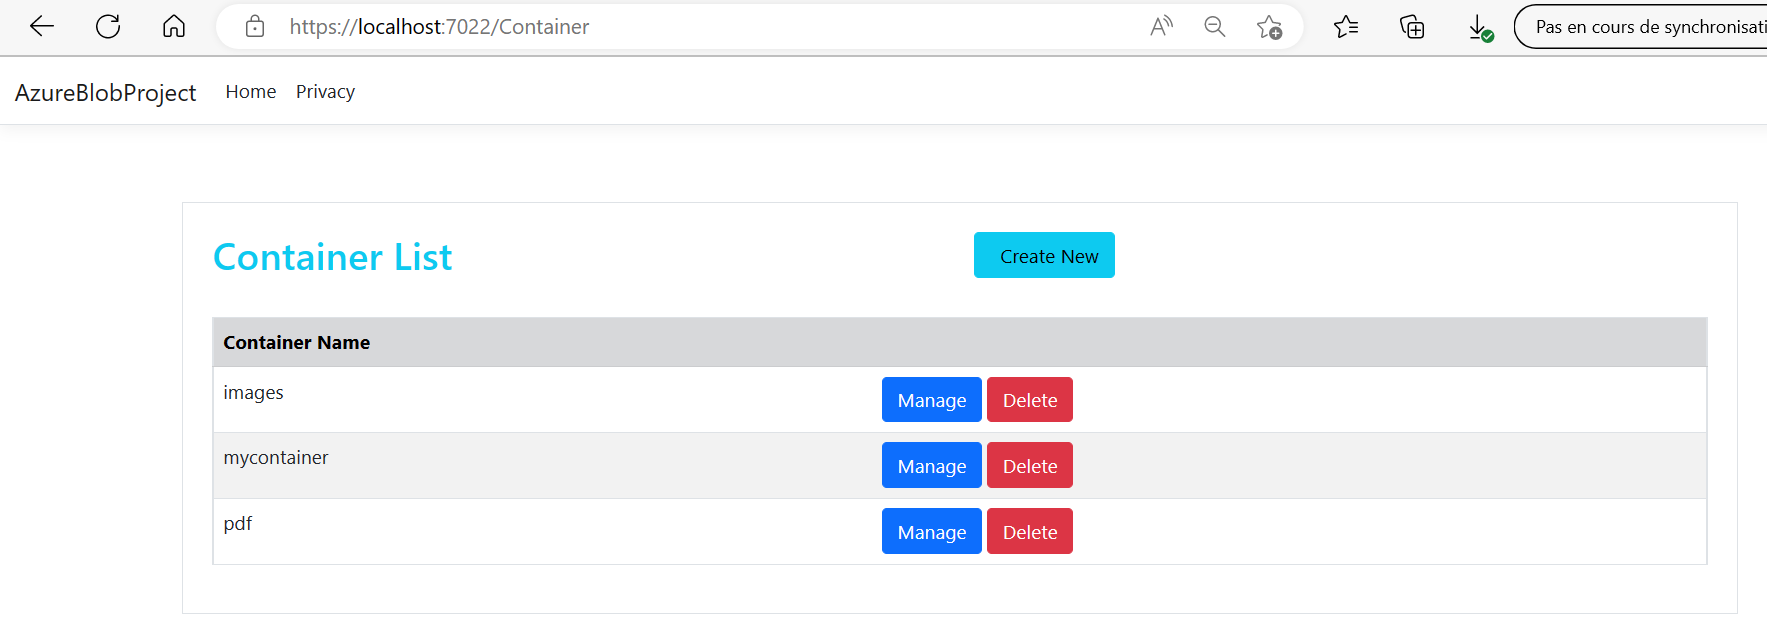 https://localhost:7022/Container
Pas en cours de synchronisati
AzureBlobProject Home Privacy
Container List
Create New
Container Name
images Manage Delete
mycontainer Manage Delete
pdf Manage Delete